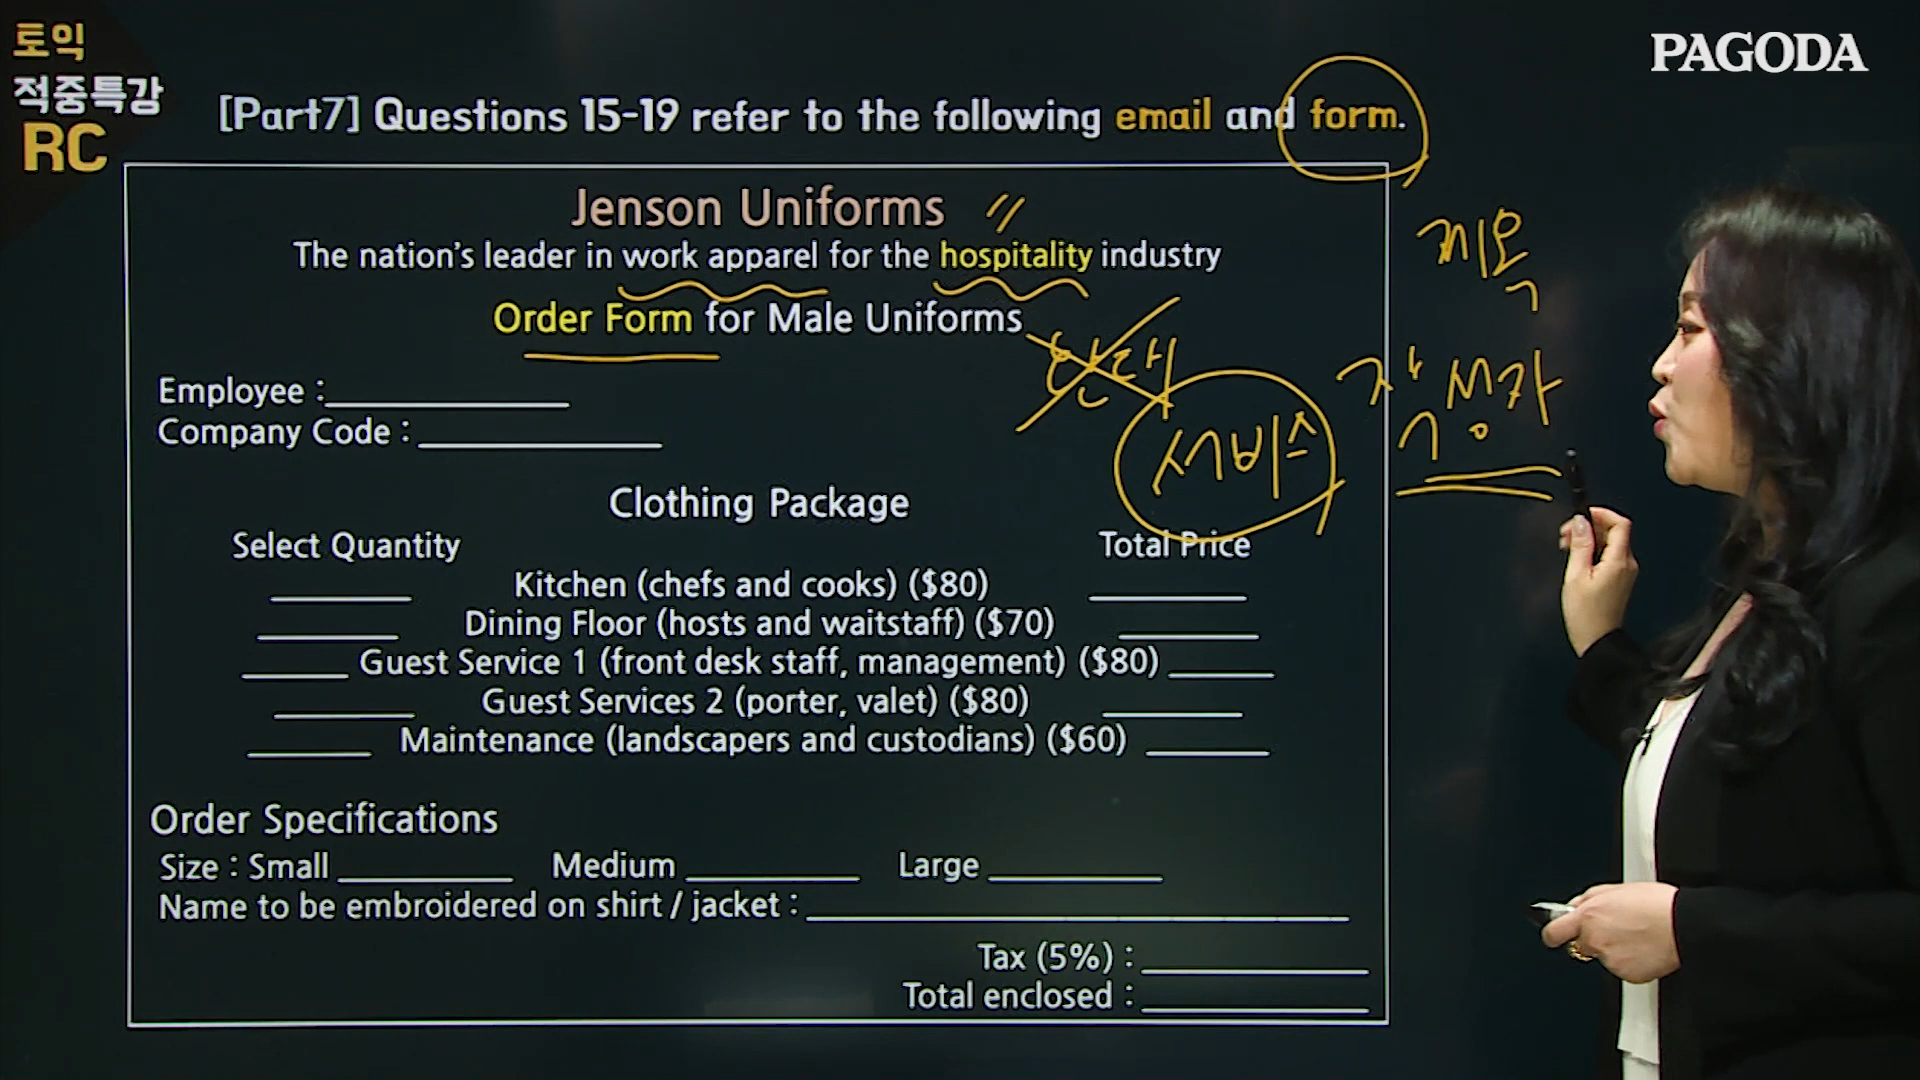 토익
적중특강
RC
PAGODA
[Part7] Questions 15-19 refer to the following email and form.
Jenson Uniforms
The nation's leader in work apparel for the hospitality industry
Order Form for Male Uniforms
환대
서비스
Employee : 
Company Code : 
Clothing Package
Select Quantity Total Price
Kitchen (chefs and cooks) ($80)
Dining Floor (hosts and waitstaff) ($70)
Guest Service 1 (front desk staff, management) ($80)
Guest Services 2 (porter, valet) ($80)
Maintenance (landscapers and custodians) ($60)
Order Specifications
Size : Small Medium Large
Name to be embroidered on shirt / jacket :
Tax (5%) :
Total enclosed :